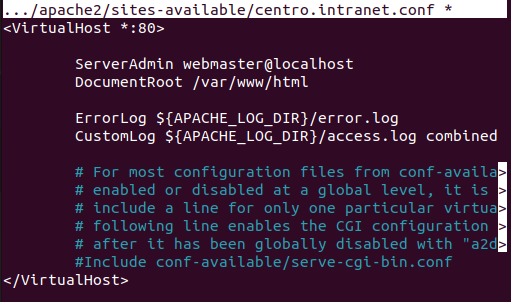 .../apache2/sites-available/centro.intranet.conf *
<VirtualHost *:80>
ServerAdmin webmaster@localhost
DocumentRoot /var/www/html
ErrorLog ${APACHE_LOG_DIR}/error.log
CustomLog ${APACHE_LOG_DIR}/access.log combined
# For most configuration files from conf-availa>
# enabled or disabled at a global level, it is >
# include a line for only one particular virtua>
# following line enables the CGI configuration >
# after it has been globally disabled with "a2d>
#Include conf-available/serve-cgi-bin.conf
</VirtualHost>